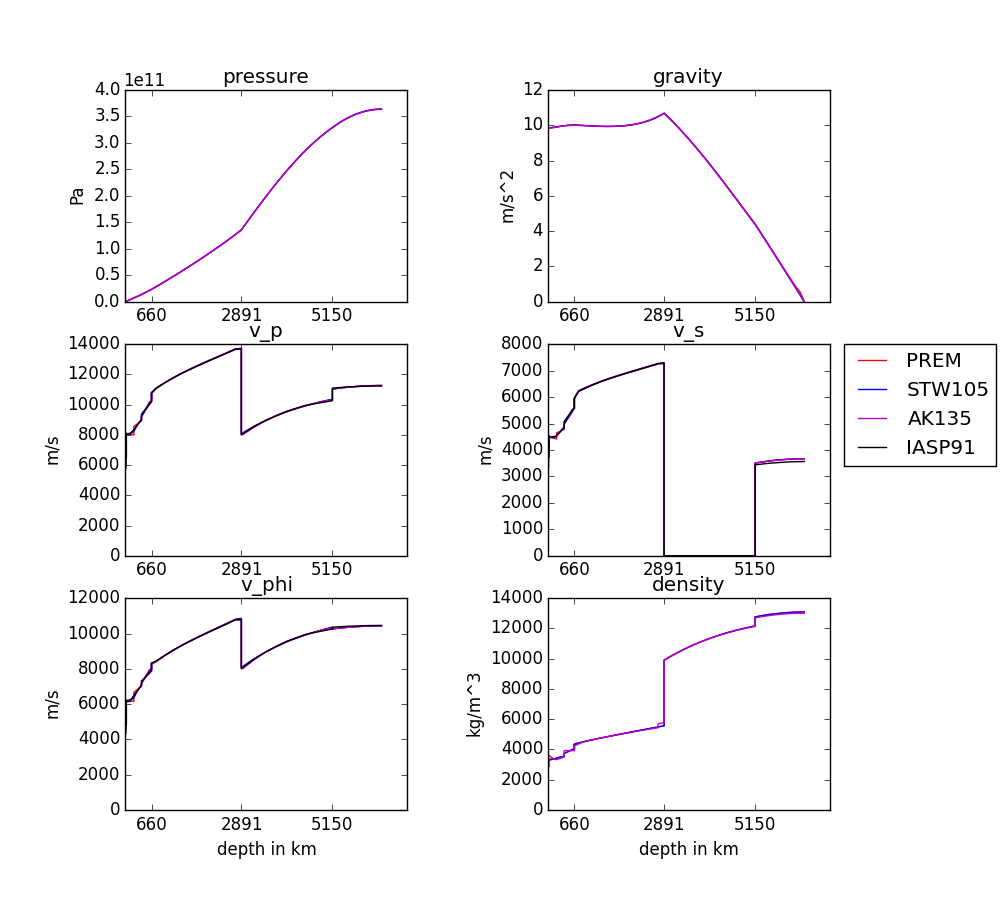 pressure
1e11
4.0
3.5
3.0
2.5
2.0
1.5
1.0
0.5
0.0
Pa
660 2891 5150
gravity
12
10
8
6
4
2
0
m/s^2
660 2891 5150
v_p
14000
12000
10000
8000
6000
4000
2000
0
m/s
660 2891 5150
v_s
8000
7000
6000
5000
4000
3000
2000
1000
0
m/s
660 2891 5150
PREM
STW105
AK135
IASP91
v_phi
12000
10000
8000
6000
4000
2000
0
m/s
660 2891 5150
depth in km
density
14000
12000
10000
8000
6000
4000
2000
0
kg/m^3
660 2891 5150
depth in km